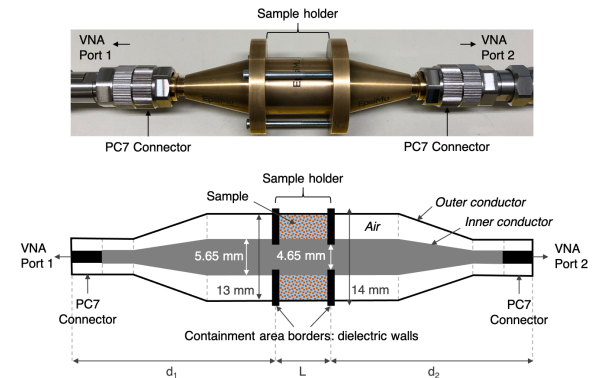 Sample holder
VNA
Port 1
VNA
Port 2
PC7 Connector
PC7 Connector
Sample holder
Sample
Air
Outer conductor
Inner conductor
VNA
Port 1
5.65 mm
4.65 mm
VNA
Port 2
13 mm
14 mm
PC7
Connector
PC7
Connector
Containment area borders: dielectric walls
d₁
L
d₂